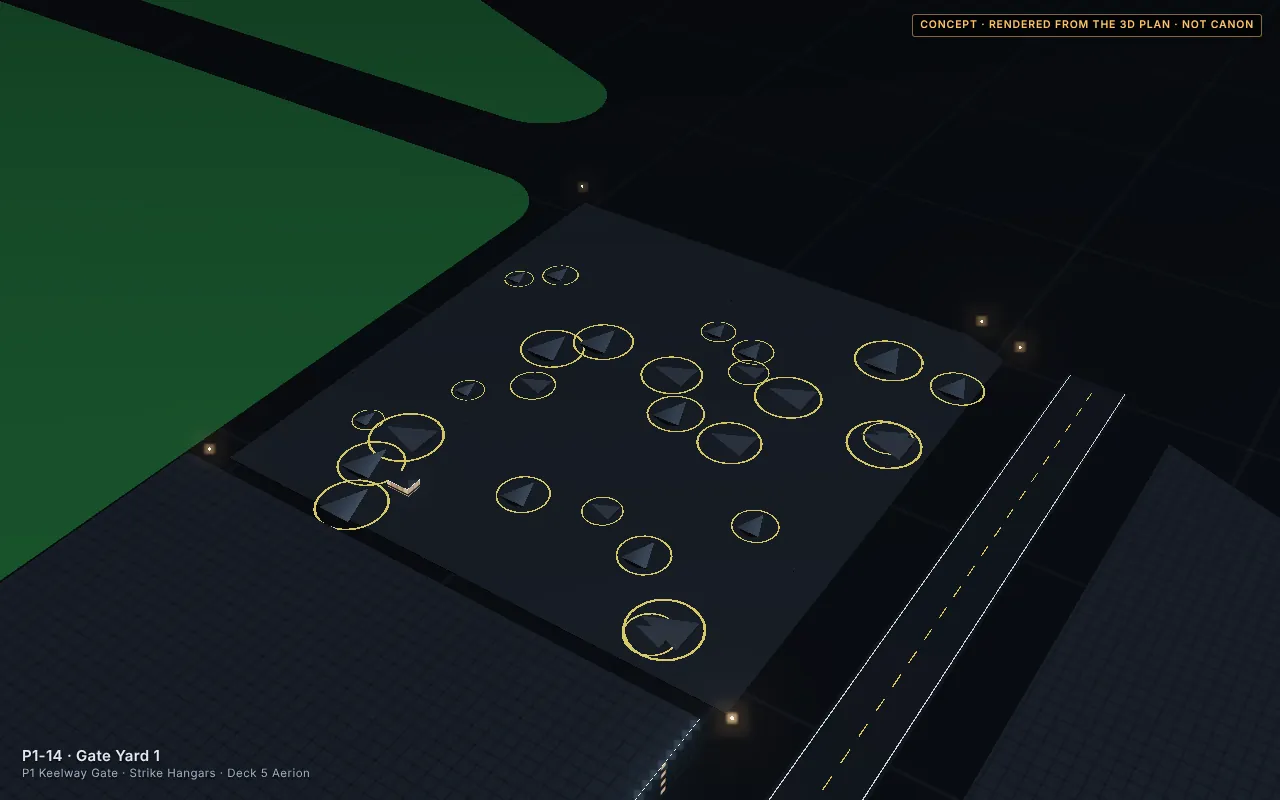 CONCEPT · RENDERED FROM THE 3D PLAN · NOT CANON
P1-14 · Gate Yard 1
P1 Keelway Gate · Strike Hangars · Deck 5 Aerion